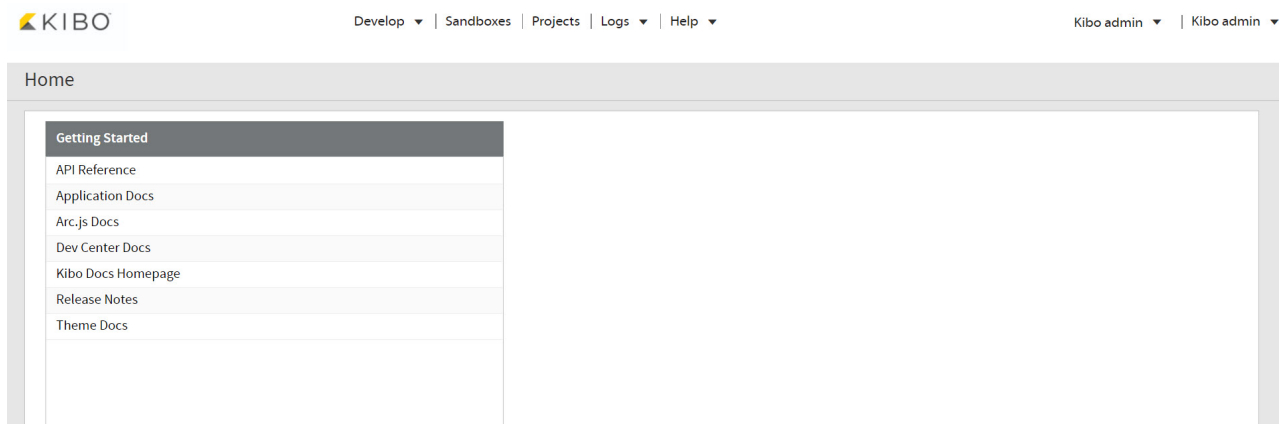 KIBO
Develop ▼ | Sandboxes | Projects | Logs ▼ | Help ▼
Kibo admin ▼ | Kibo admin ▼
Home
Getting Started
API Reference
Application Docs
Arc.js Docs
Dev Center Docs
Kibo Docs Homepage
Release Notes
Theme Docs